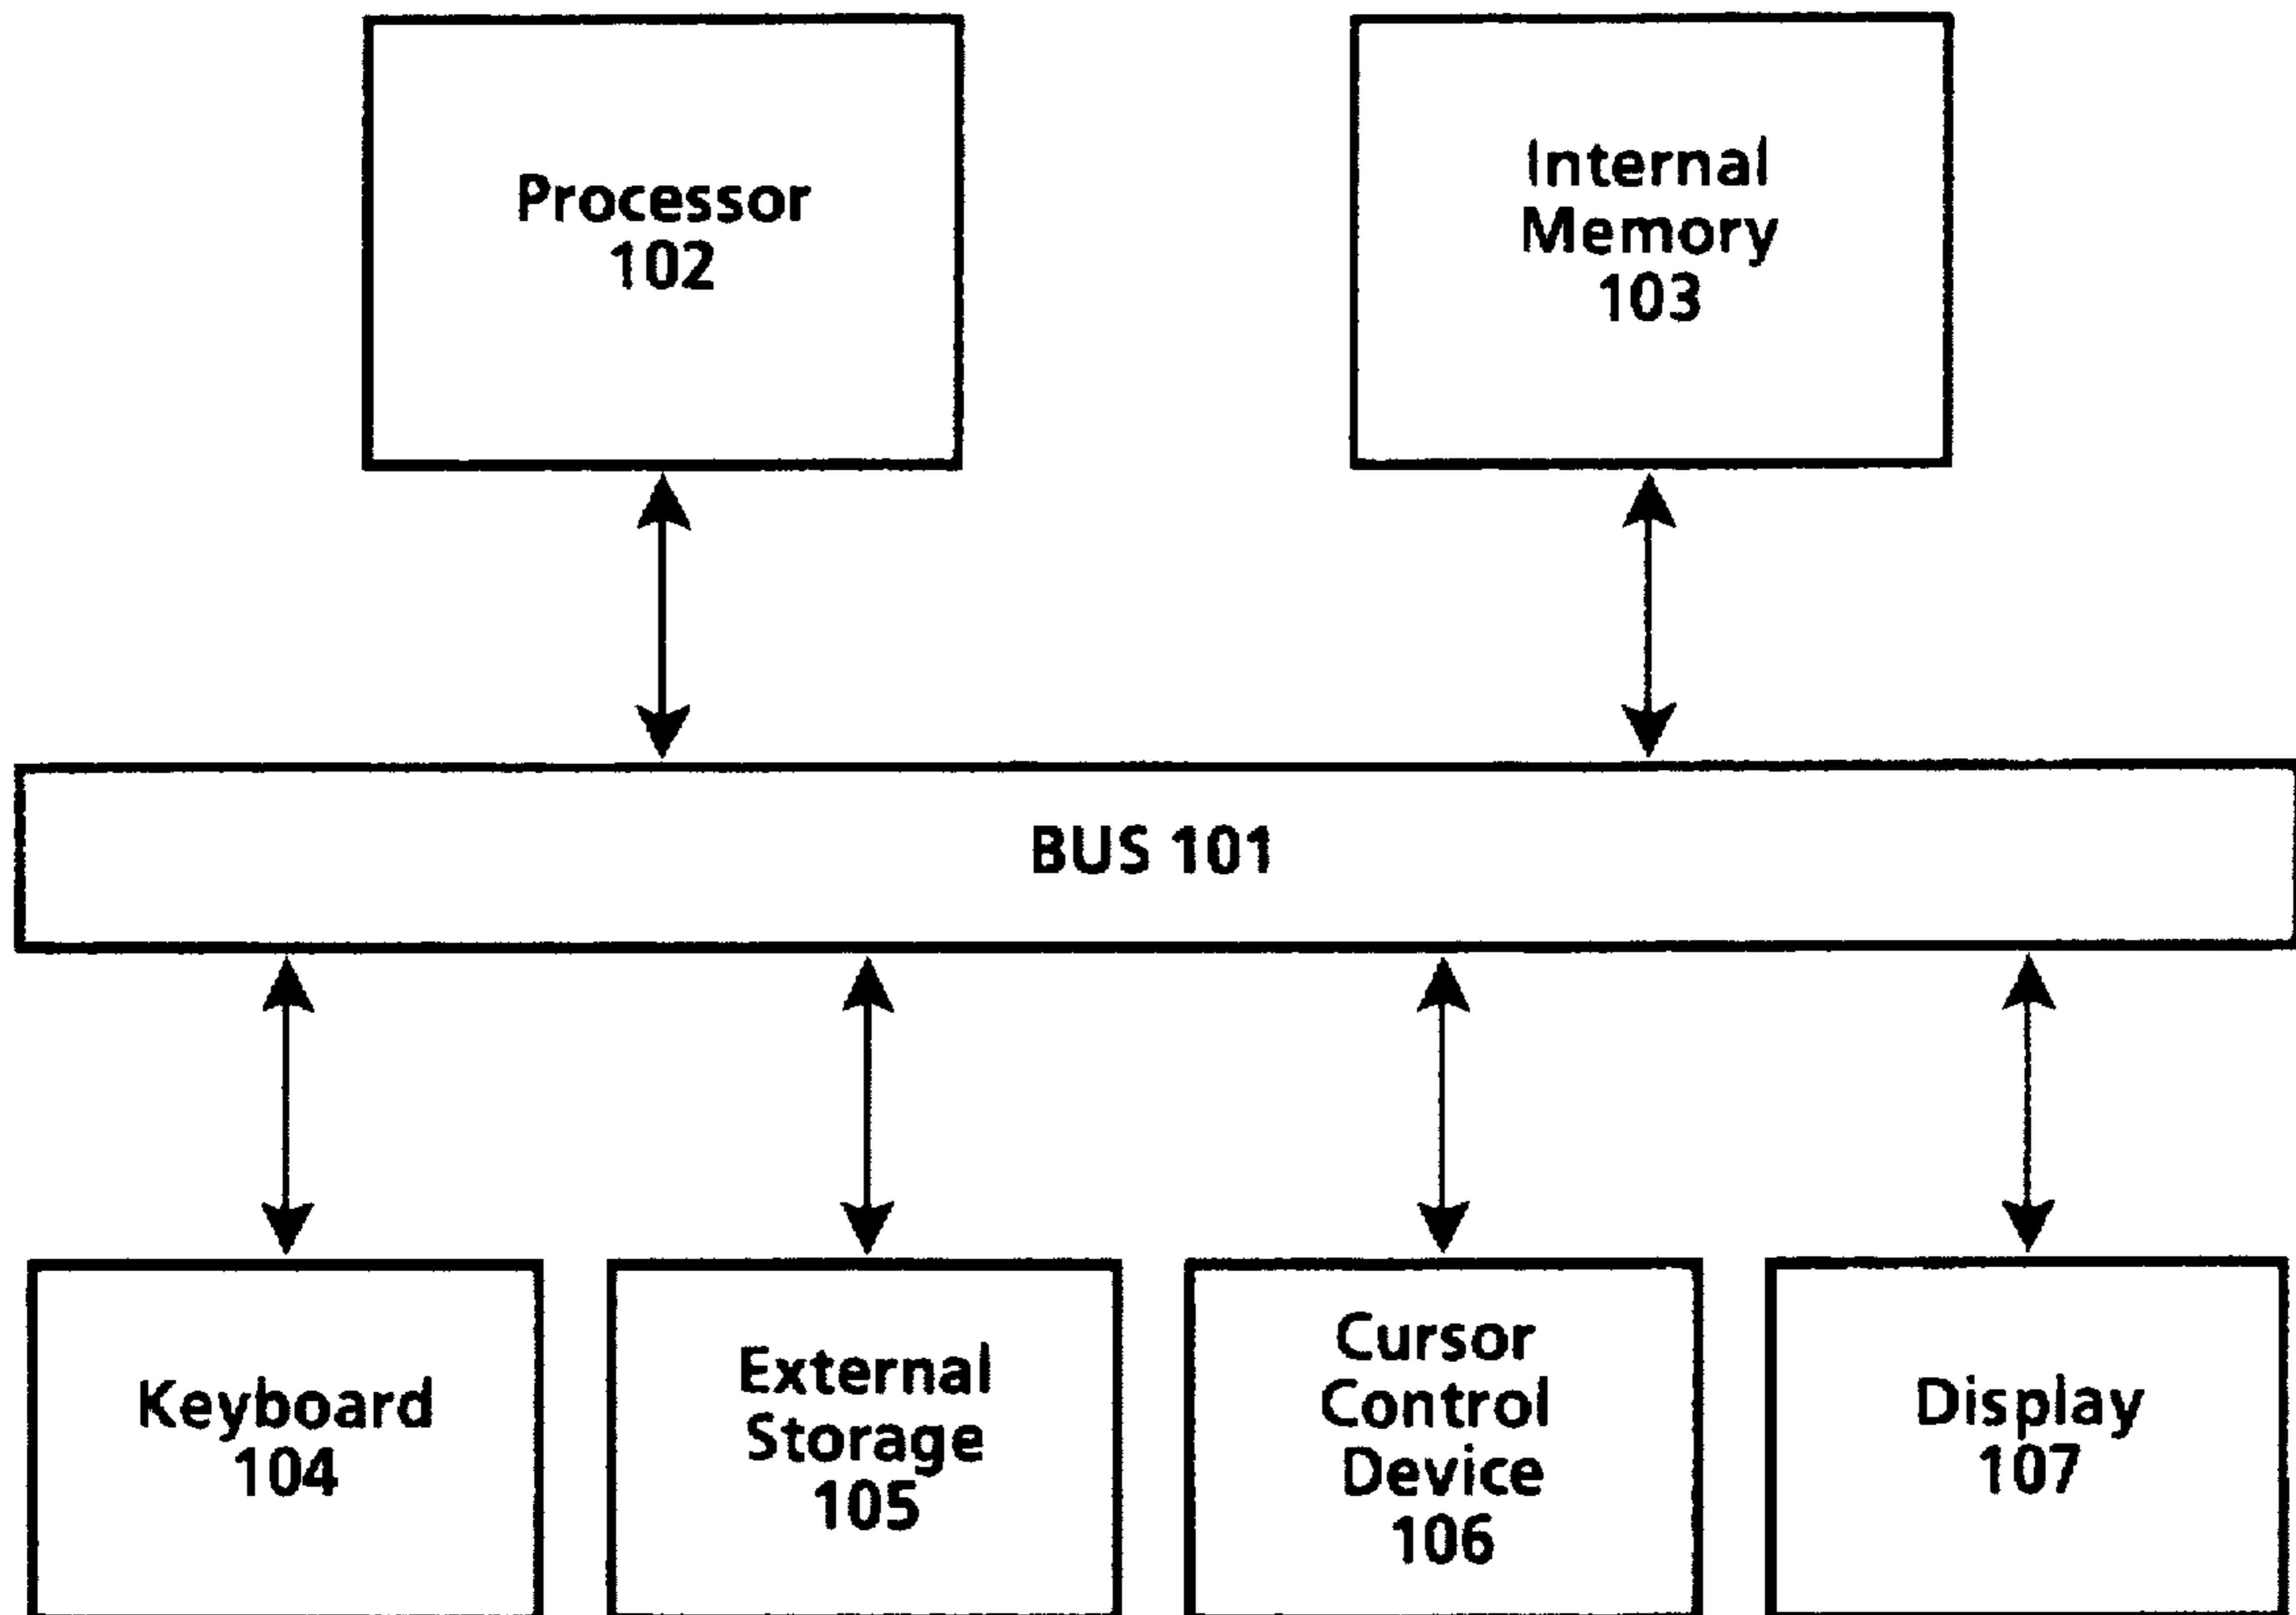 Processor
102
Internal
Memory
103
BUS 101
Keyboard
104
External
Storage
105
Cursor
Control
Device
106
Display
107